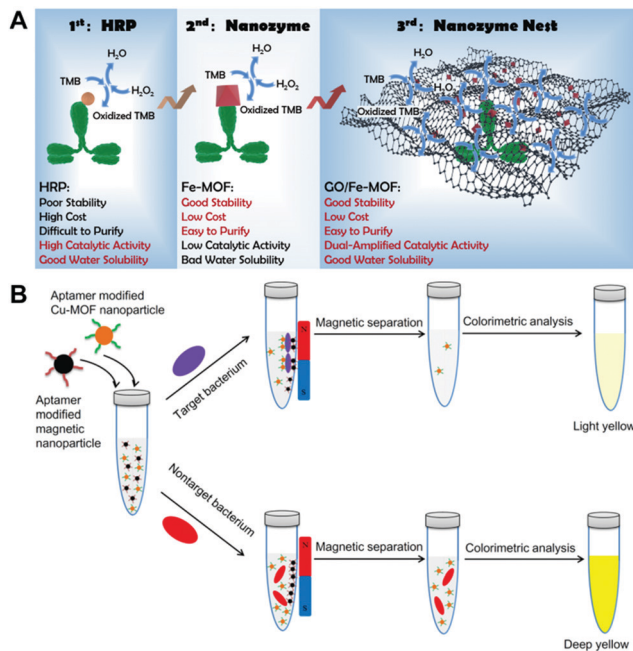 A
1st: HRP
2nd: Nanozyme
3rd: Nanozyme Nest
H2O
TMB
H2O2
Oxidized TMB
H2O
TMB
H2O2
Oxidized TMB
H2O
TMB
H2O2
Oxidized TMB
HRP:
Poor Stability
High Cost
Difficult to Purify
High Catalytic Activity
Good Water Solubility
Fe-MOF:
Good Stability
Low Cost
Easy to Purify
Low Catalytic Activity
Bad Water Solubility
GO/Fe-MOF:
Good Stability
Low Cost
Easy to Purify
Dual-Amplified Catalytic Activity
Good Water Solubility
B
Aptamer modified
Cu-MOF nanoparticle
Aptamer
modified
magnetic
nanoparticle
Target bacterium
N
S
Magnetic separation
Colorimetric analysis
Light yellow
Nontarget bacterium
N
S
Magnetic separation
Colorimetric analysis
Deep yellow